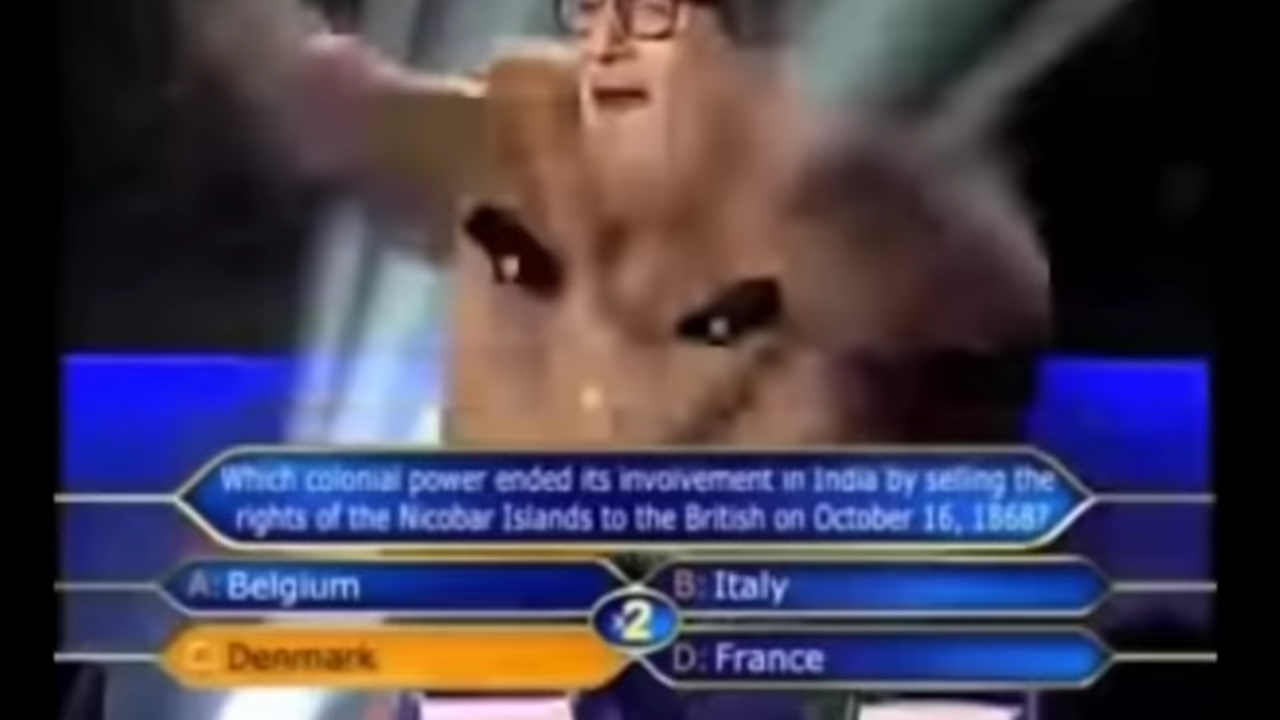 Which colonial power ended its involvement in India by selling the
rights of the Nicobar Islands to the British on October 16, 1868?
A: Belgium
B: Italy
x2
C: Denmark
D: France